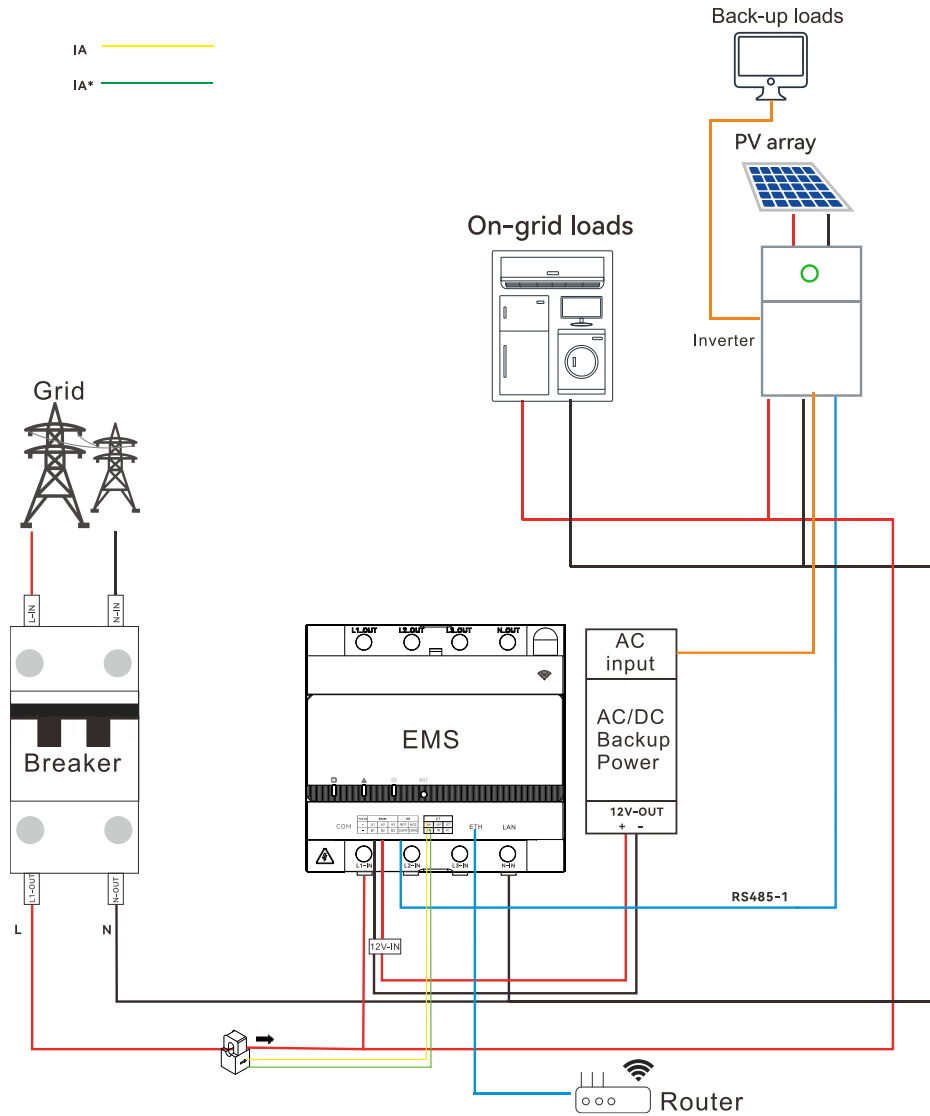 IA
IA*
Back-up loads
PV array
On-grid loads
Inverter
Grid
L-IN
N-IN
Breaker
L1-OUT
N-OUT
L
N
L1_OUT
L2_OUT
L3_OUT
N_OUT
EMS
RST
COM
ETH
LAN
L1-IN
L2-IN
L3-IN
N-IN
AC
input
AC/DC
Backup
Power
12V-OUT
+ -
RS485-1
12V-IN
Router